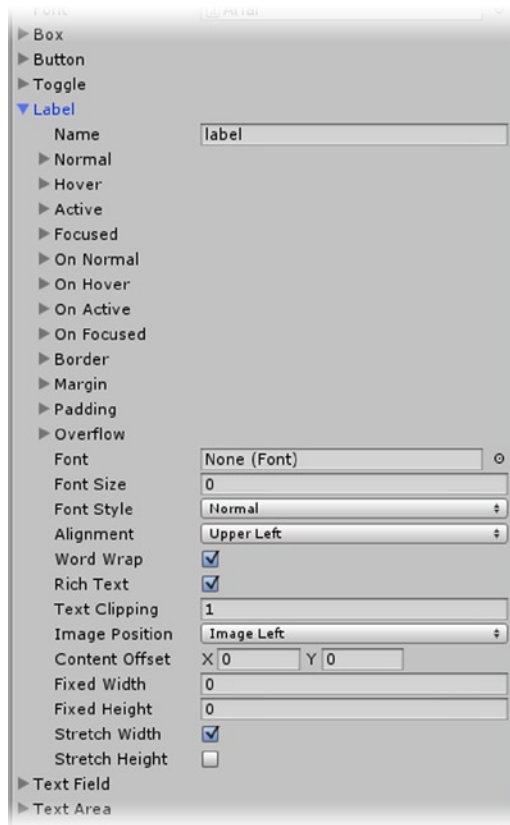 Font Arial
Box
Button
Toggle
Label
Name label
Normal
Hover
Active
Focused
On Normal
On Hover
On Active
On Focused
Border
Margin
Padding
Overflow
Font None (Font)
Font Size 0
Font Style Normal
Alignment Upper Left
Word Wrap
Rich Text
Text Clipping 1
Image Position Image Left
Content Offset X 0 Y 0
Fixed Width 0
Fixed Height 0
Stretch Width
Stretch Height
Text Field
Text Area